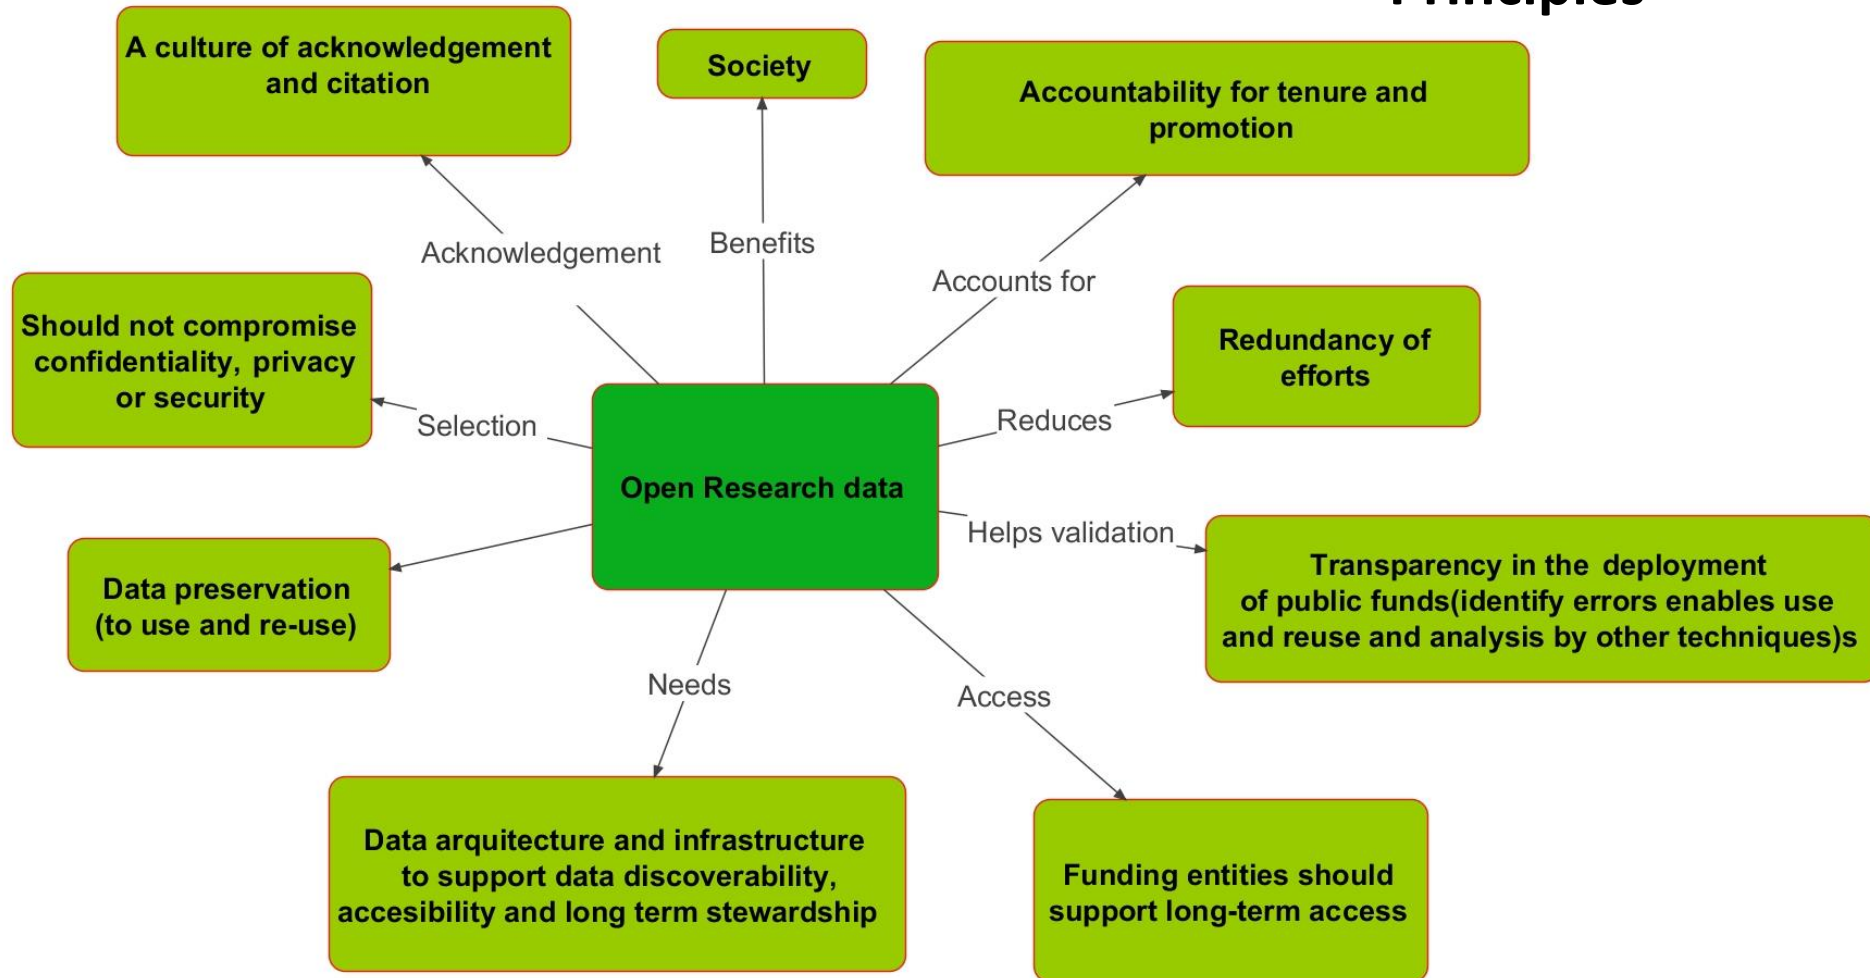 Principles
A culture of acknowledgement
and citation
Society
Accountability for tenure and
promotion
Acknowledgement
Benefits
Accounts for
Should not compromise
confidentiality, privacy
or security
Redundancy of
efforts
Selection
Reduces
Open Research data
Helps validation
Data preservation
(to use and re-use)
Transparency in the deployment
of public funds(identify errors enables use
and reuse and analysis by other techniques)s
Needs
Access
Data arquitecture and infrastructure
to support data discoverability,
accesibility and long term stewardship
Funding entities should
support long-term access